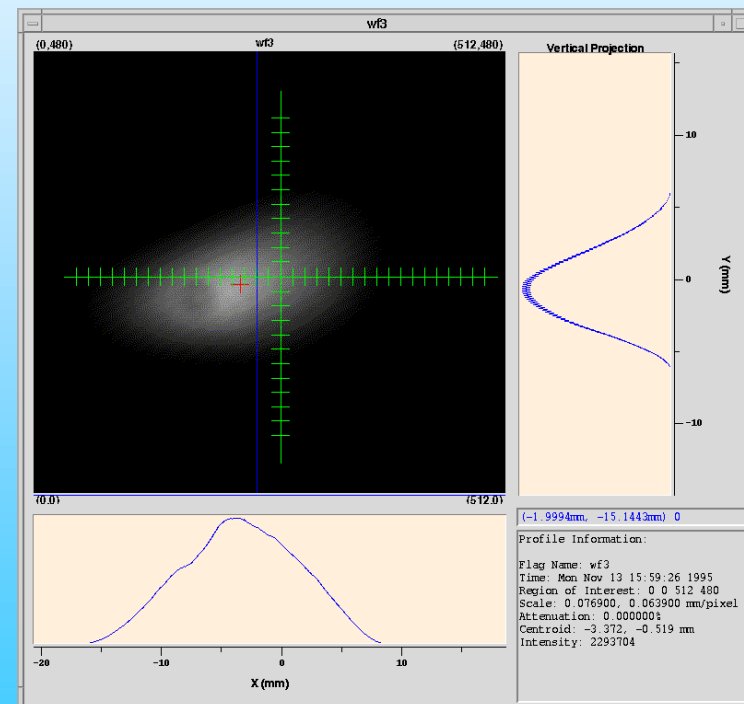 wf3
(0,480) wf3 (512,480)
Vertical Projection
10
0
-10
Y (mm)
(0.0) (512.0)
-20 -10 0 10
X (mm)
(-1.9994mm, -15.1443mm) 0
Profile Information:
Flag Name: wf3
Time: Mon Nov 13 15:59:26 1995
Region of Interest: 0 0 512 480
Scale: 0.076900, 0.063900 mm/pixel
Attenuation: 0.000000%
Centroid: -3.372, -0.519 mm
Intensity: 2293704